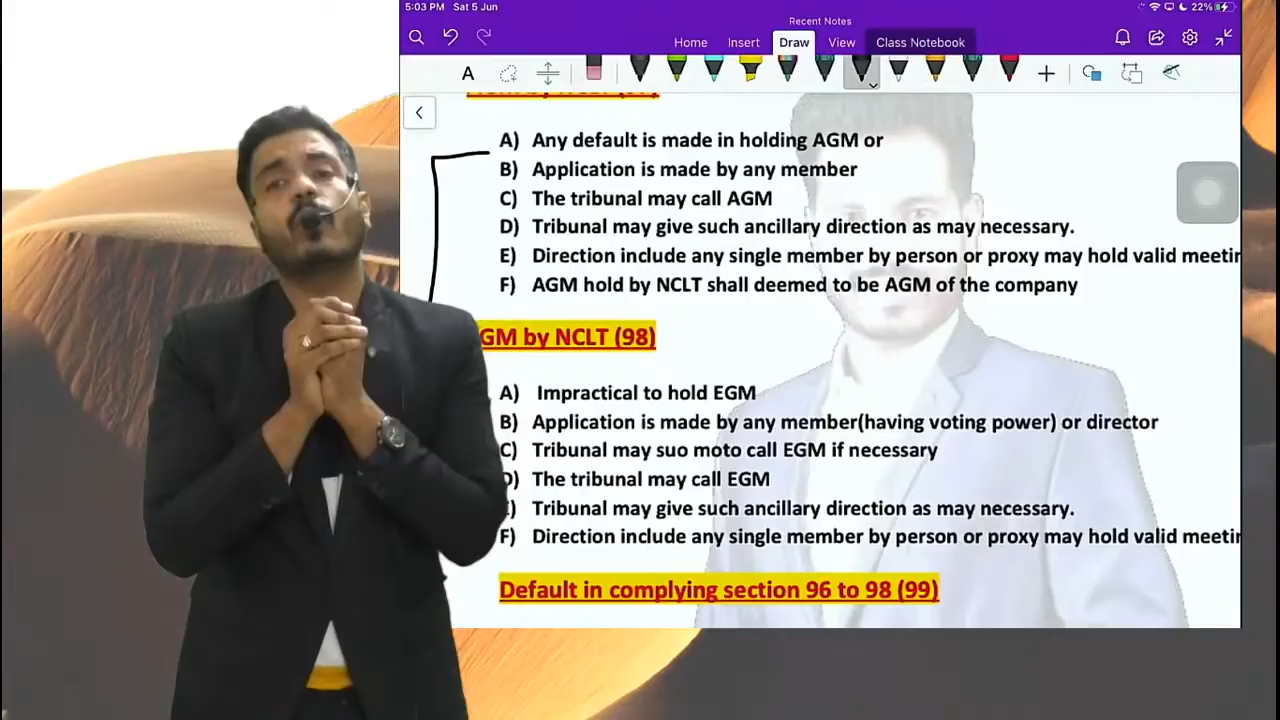 5:03 PM Sat 5 Jun
22%
Recent Notes
Home Insert Draw View Class Notebook
A
A) Any default is made in holding AGM or
B) Application is made by any member
C) The tribunal may call AGM
D) Tribunal may give such ancillary direction as may necessary.
E) Direction include any single member by person or proxy may hold valid meetin
F) AGM hold by NCLT shall deemed to be AGM of the company
GM by NCLT (98)
A) Impractical to hold EGM
B) Application is made by any member(having voting power) or director
C) Tribunal may suo moto call EGM if necessary
D) The tribunal may call EGM
) Tribunal may give such ancillary direction as may necessary.
F) Direction include any single member by person or proxy may hold valid meetin
Default in complying section 96 to 98 (99)